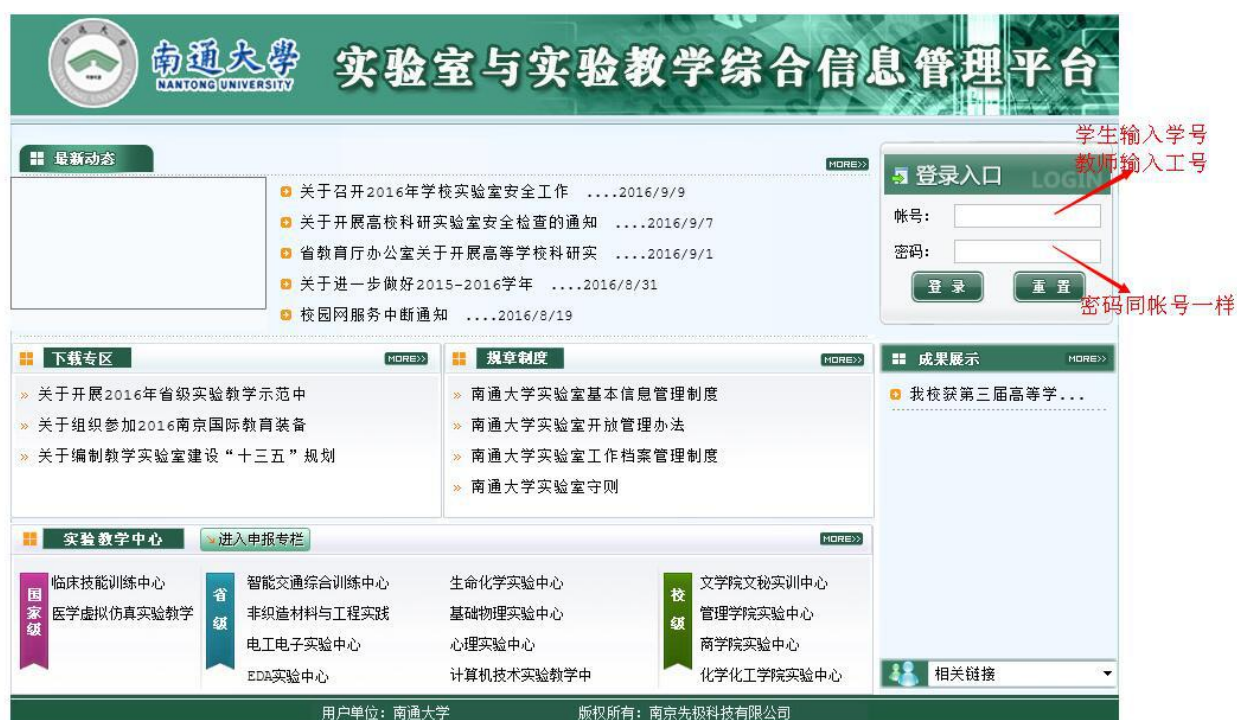 南通大學
NANTONG UNIVERSITY
实验室与实验教学综合信息管理平台
学生输入学号
教师输入工号
最新动态
MORE>>
关于召开2016年学校实验室安全工作 ....2016/9/9
关于开展高校科研实验室安全检查的通知 ....2016/9/7
省教育厅办公室关于开展高等学校科研实 ....2016/9/1
关于进一步做好2015-2016学年 ....2016/8/31
校园网服务中断通知 ....2016/8/19
登录入口 LOGIN
帐号:
密码:
登 录
重 置
密码同帐号一样
下载专区
MORE>>
关于开展2016年省级实验教学示范中
关于组织参加2016南京国际教育装备
关于编制教学实验室建设“十三五”规划
规章制度
MORE>>
南通大学实验室基本信息管理制度
南通大学实验室开放管理办法
南通大学实验室工作档案管理制度
南通大学实验室守则
成果展示
MORE>>
我校获第三届高等学...
实验教学中心
进入申报专栏
MORE>>
国家级
临床技能训练中心
医学虚拟仿真实验教学
省级
智能交通综合训练中心
非织造材料与工程实践
电工电子实验中心
EDA实验中心
生命化学实验中心
基础物理实验中心
心理实验中心
计算机技术实验教学中
校级
文学院文秘实训中心
管理学院实验中心
商学院实验中心
化学化工学院实验中心
相关链接
用户单位：南通大学
版权所有：南京先极科技有限公司